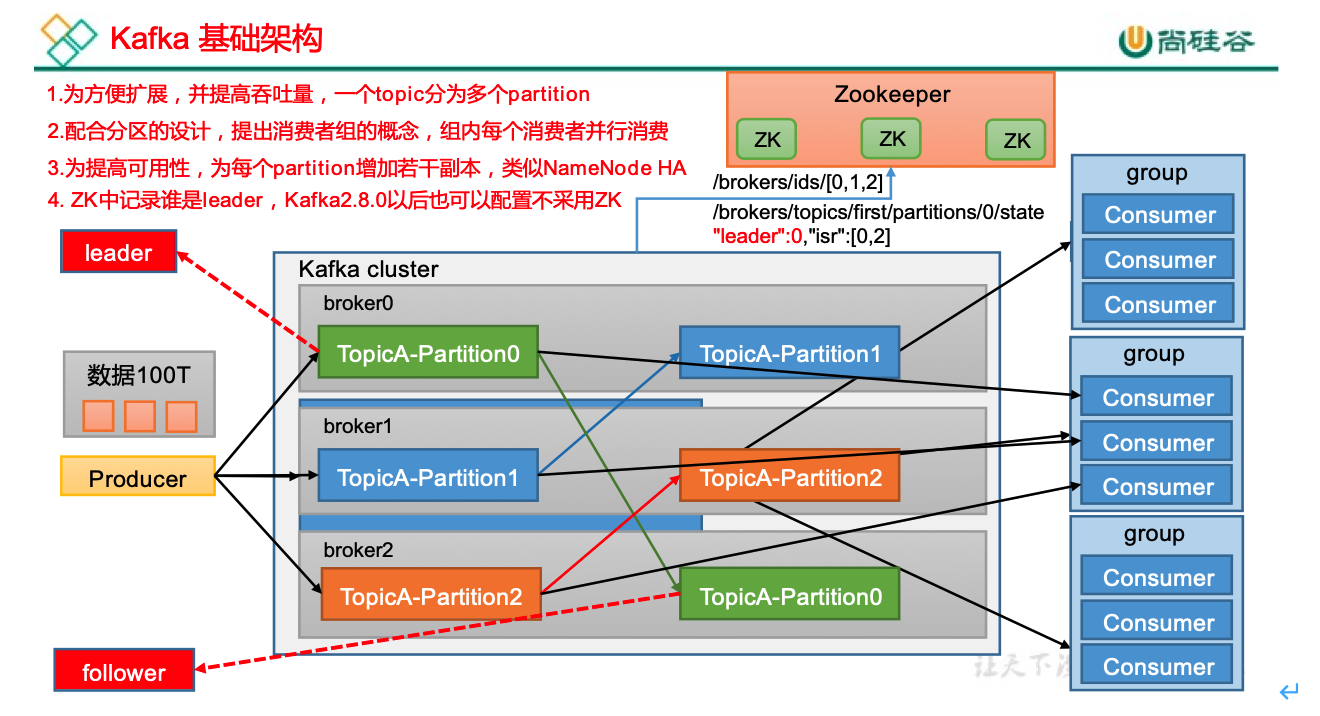 Kafka 基础架构
尚硅谷
1.为方便扩展，并提高吞吐量，一个topic分为多个partition
2.配合分区的设计，提出消费者组的概念，组内每个消费者并行消费
3.为提高可用性，为每个partition增加若干副本，类似NameNode HA
4. ZK中记录谁是leader，Kafka2.8.0以后也可以配置不采用ZK
Zookeeper
ZK
ZK
ZK
/brokers/ids/[0,1,2]
/brokers/topics/first/partitions/0/state
"leader":0,"isr":[0,2]
leader
数据100T
Producer
follower
Kafka cluster
broker0
TopicA-Partition0
TopicA-Partition1
broker1
TopicA-Partition1
TopicA-Partition2
broker2
TopicA-Partition2
TopicA-Partition0
group
Consumer
Consumer
Consumer
group
Consumer
Consumer
Consumer
group
Consumer
Consumer
Consumer
让天下